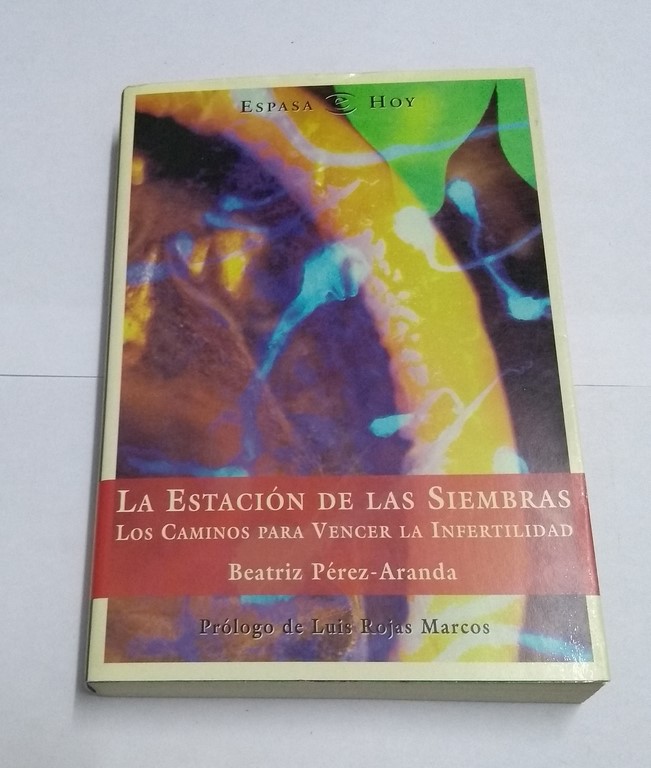 Espasa Hoy
La Estación de las Siembras
Los Caminos para Vencer la Infertilidad
Beatriz Pérez-Aranda
Prólogo de Luis Rojas Marcos